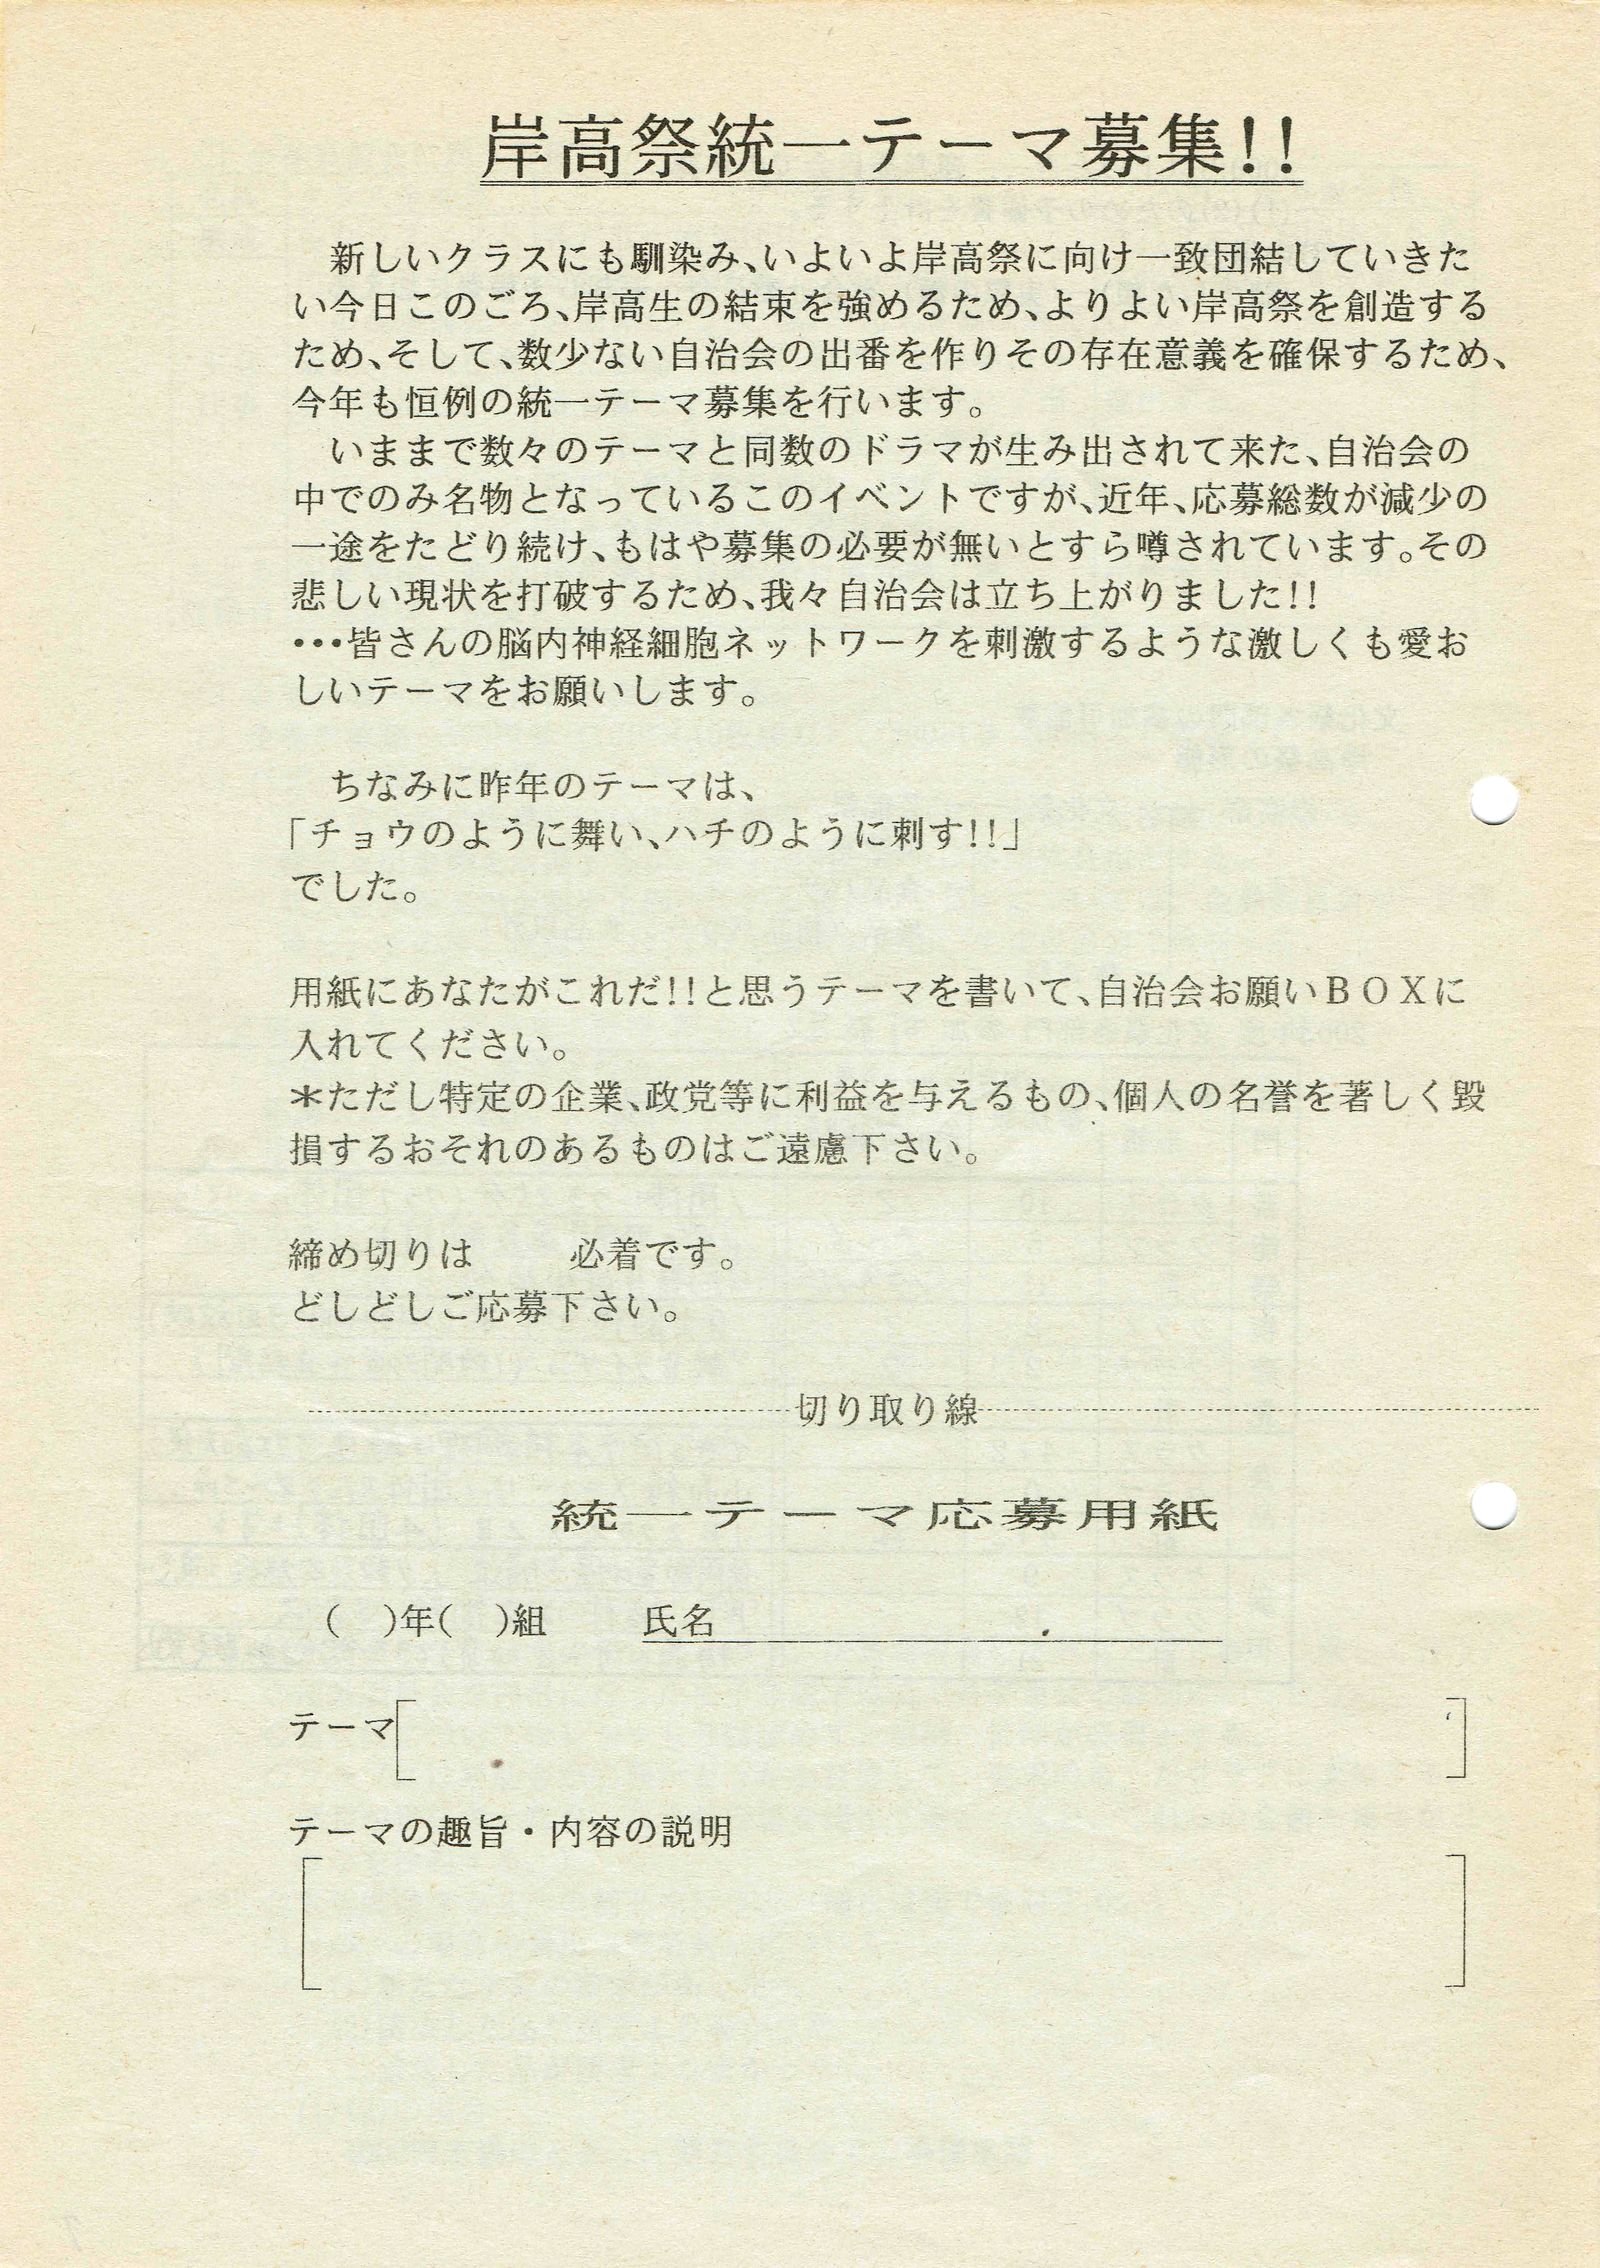 岸高祭統一テーマ募集!!
新しいクラスにも馴染み、いよいよ岸高祭に向け一致団結していきた
い今日このごろ、岸高生の結束を強めるため、よりよい岸高祭を創造する
ため、そして、数少ない自治会の出番を作りその存在意義を確保するため、
今年も恒例の統一テーマ募集を行います。
いままで数々のテーマと同数のドラマが生み出されて来た、自治会の
中でのみ名物となっているこのイベントですが、近年、応募総数が減少の
一途をたどり続け、もはや募集の必要が無いとすら噂されています。その
悲しい現状を打破するため、我々自治会は立ち上がりました!!
・・・皆さんの脳内神経細胞ネットワークを刺激するような激しくも愛お
しいテーマをお願いします。
ちなみに昨年のテーマは、
「チョウのように舞い、ハチのように刺す!!」
でした。
用紙にあなたがこれだ!!と思うテーマを書いて、自治会お願いＢＯＸに
入れてください。
＊ただし特定の企業、政党等に利益を与えるもの、個人の名誉を著しく毀
損するおそれのあるものはご遠慮下さい。
締め切りは　　必着です。
どしどしご応募下さい。
切り取り線
統一テーマ応募用紙
(　)年(　)組　　氏名
テーマ
テーマの趣旨・内容の説明